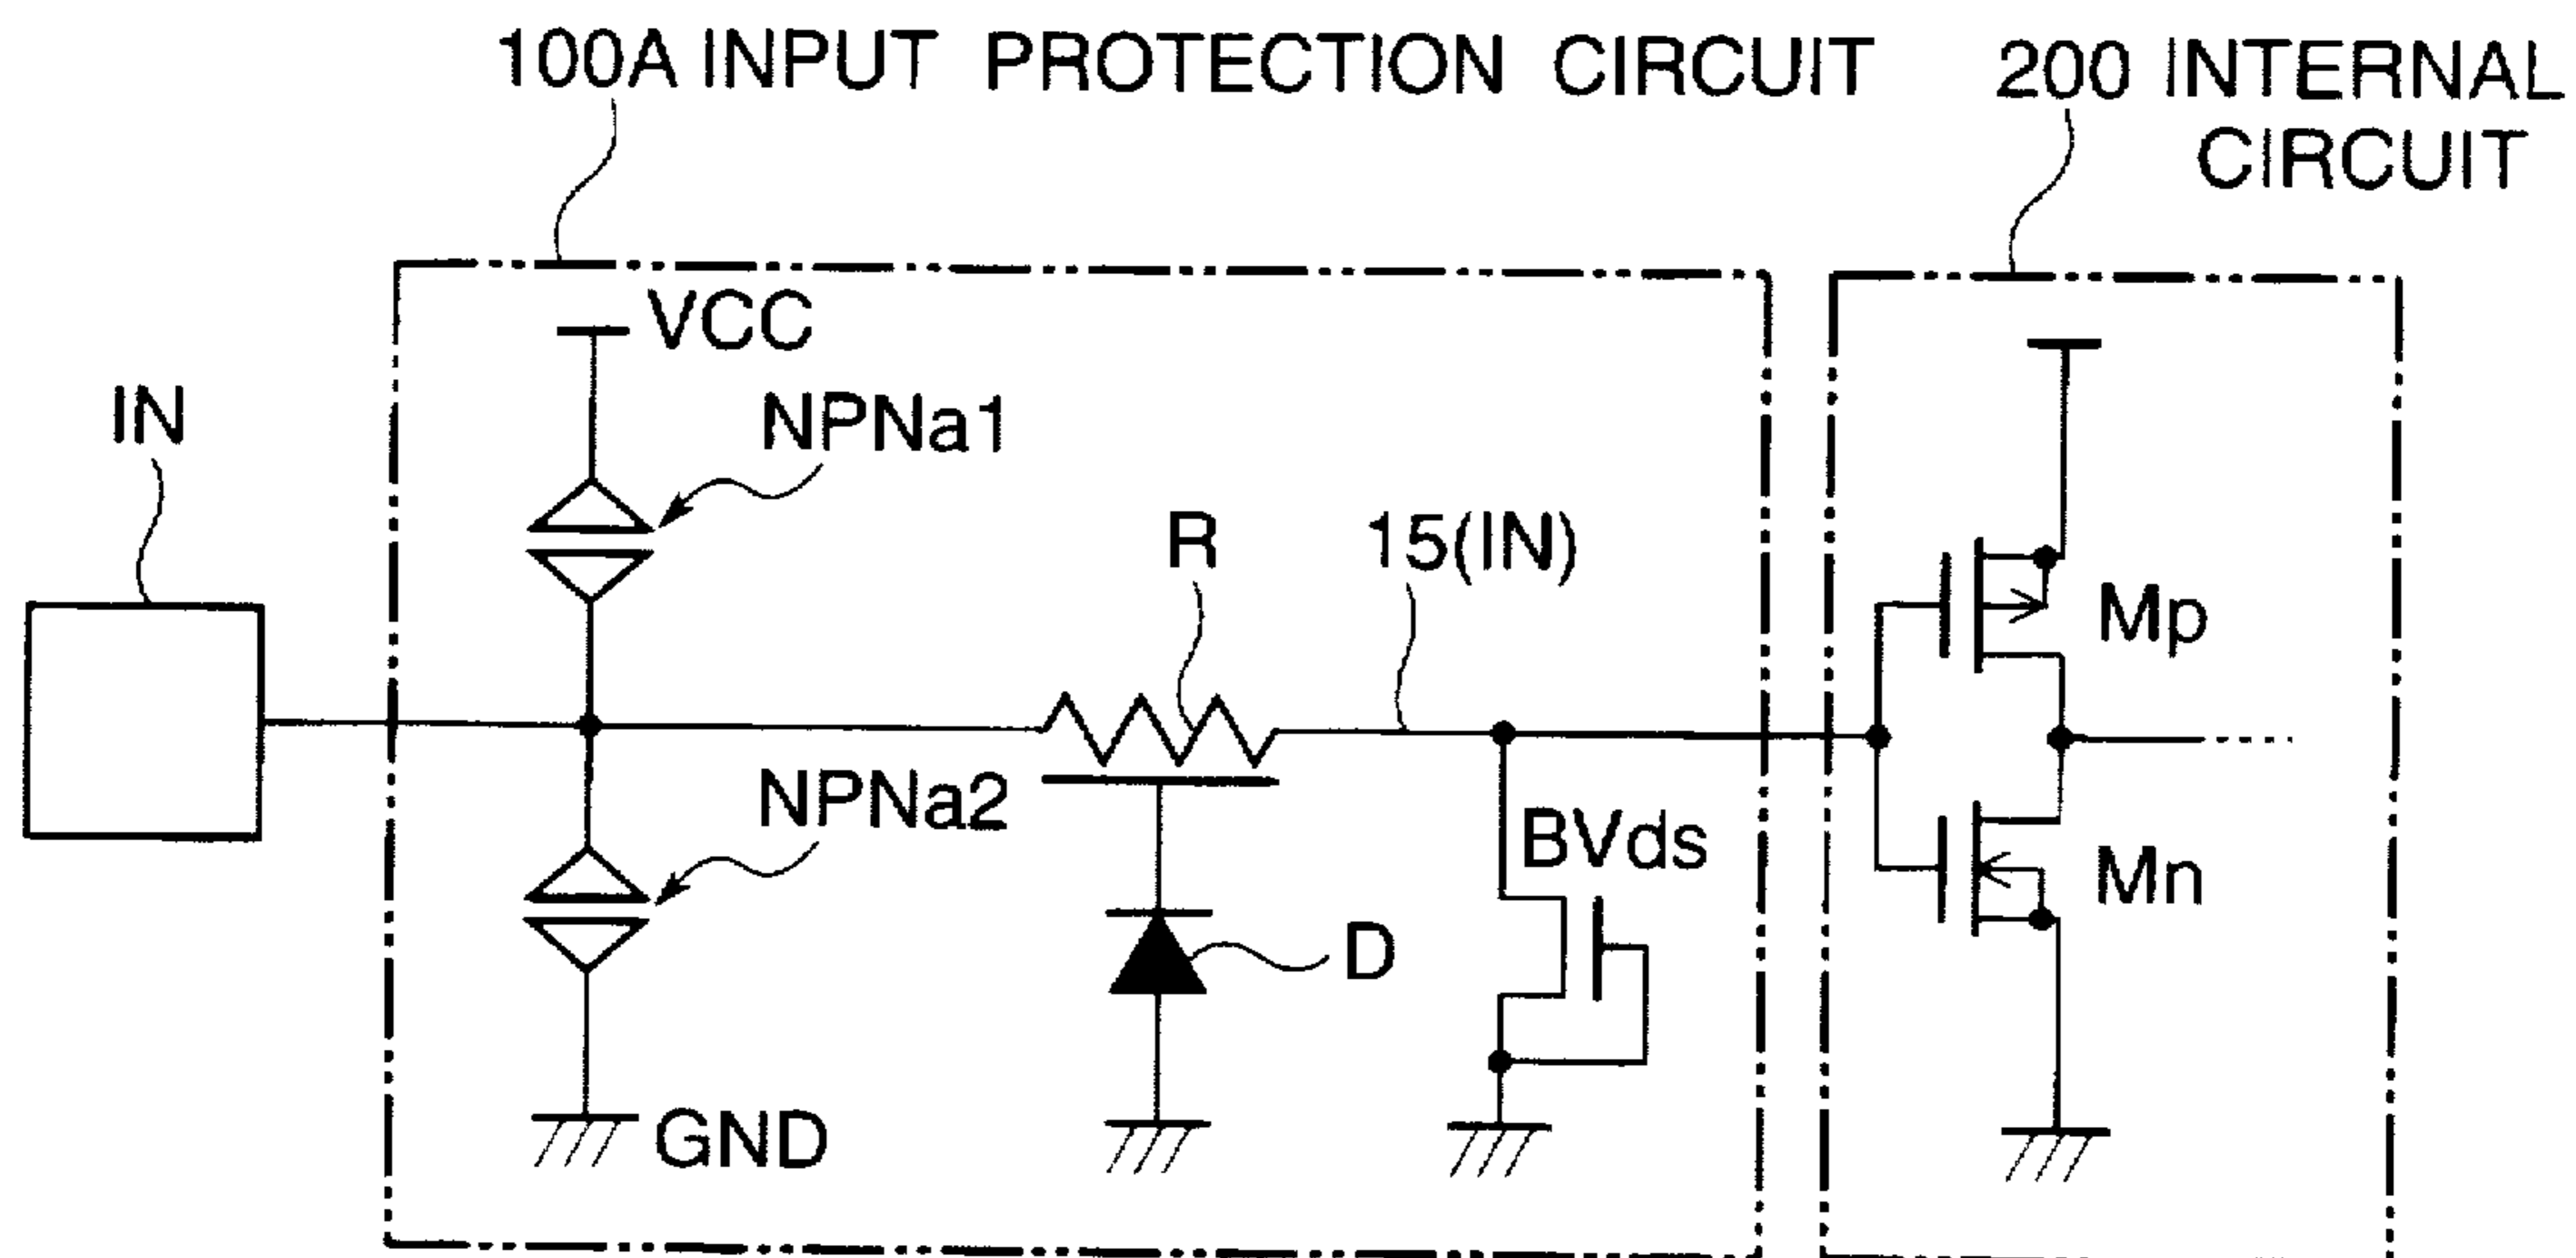 100A INPUT PROTECTION CIRCUIT
200 INTERNAL
CIRCUIT
VCC
IN
NPNa1
R
15(IN)
Mp
NPNa2
BVds
Mn
D
GND